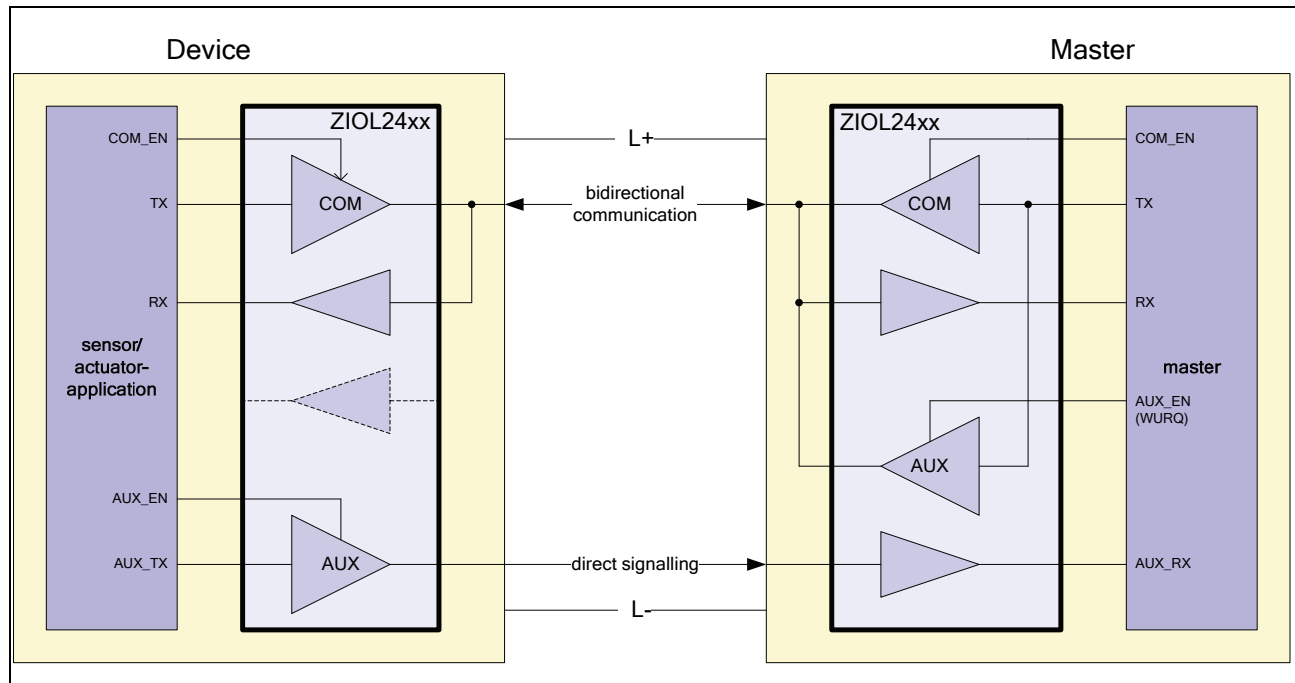 Device
Master
ZIOL24xx
COM_EN
TX
COM
RX
sensor/
actuator-
application
AUX_EN
AUX_TX
AUX
L+
bidirectional
communication
direct signalling
L-
ZIOL24xx
COM
AUX
COM_EN
TX
RX
master
AUX_EN
(WURQ)
AUX_RX